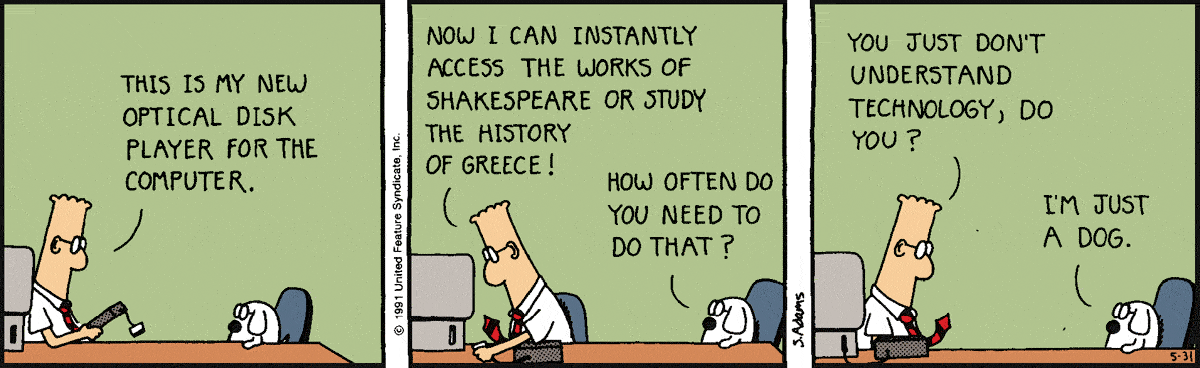 THIS IS MY NEW
OPTICAL DISK
PLAYER FOR THE
COMPUTER.
© 1991 United Feature Syndicate, Inc.
NOW I CAN INSTANTLY
ACCESS THE WORKS OF
SHAKESPEARE OR STUDY
THE HISTORY
OF GREECE!
HOW OFTEN DO
YOU NEED TO
DO THAT?
S.Adams
YOU JUST DON'T
UNDERSTAND
TECHNOLOGY, DO
YOU?
I'M JUST
A DOG.
5-31